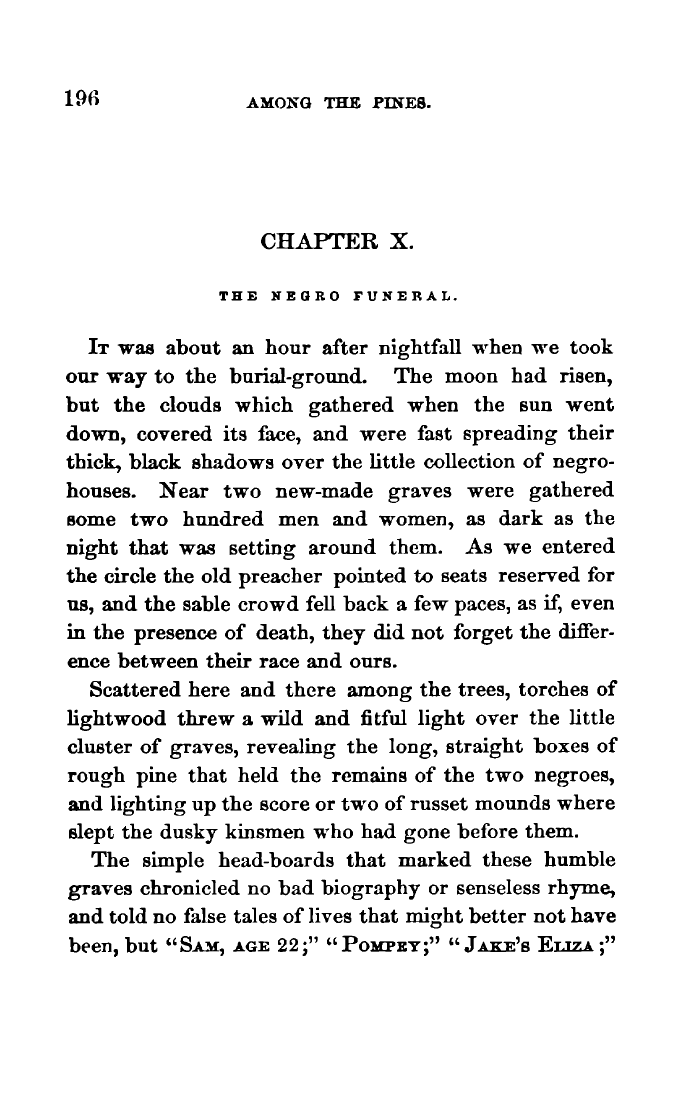 196 AMONG THE PINES.
CHAPTER X.
THE NEGRO FUNERAL.
IT was about an hour after nightfall when we took
our way to the burial-ground. The moon had risen,
but the clouds which gathered when the sun went
down, covered its face, and were fast spreading their
thick, black shadows over the little collection of negro-
houses. Near two new-made graves were gathered
some two hundred men and women, as dark as the
night that was setting around them. As we entered
the circle the old preacher pointed to seats reserved for
us, and the sable crowd fell back a few paces, as if, even
in the presence of death, they did not forget the differ-
ence between their race and ours.
Scattered here and there among the trees, torches of
lightwood threw a wild and fitful light over the little
cluster of graves, revealing the long, straight boxes of
rough pine that held the remains of the two negroes,
and lighting up the score or two of russet mounds where
slept the dusky kinsmen who had gone before them.
The simple head-boards that marked these humble
graves chronicled no bad biography or senseless rhyme,
and told no false tales of lives that might better not have
been, but “SAM, AGE 22;” “POMPEY;” “JAKE'S ELIZA;”